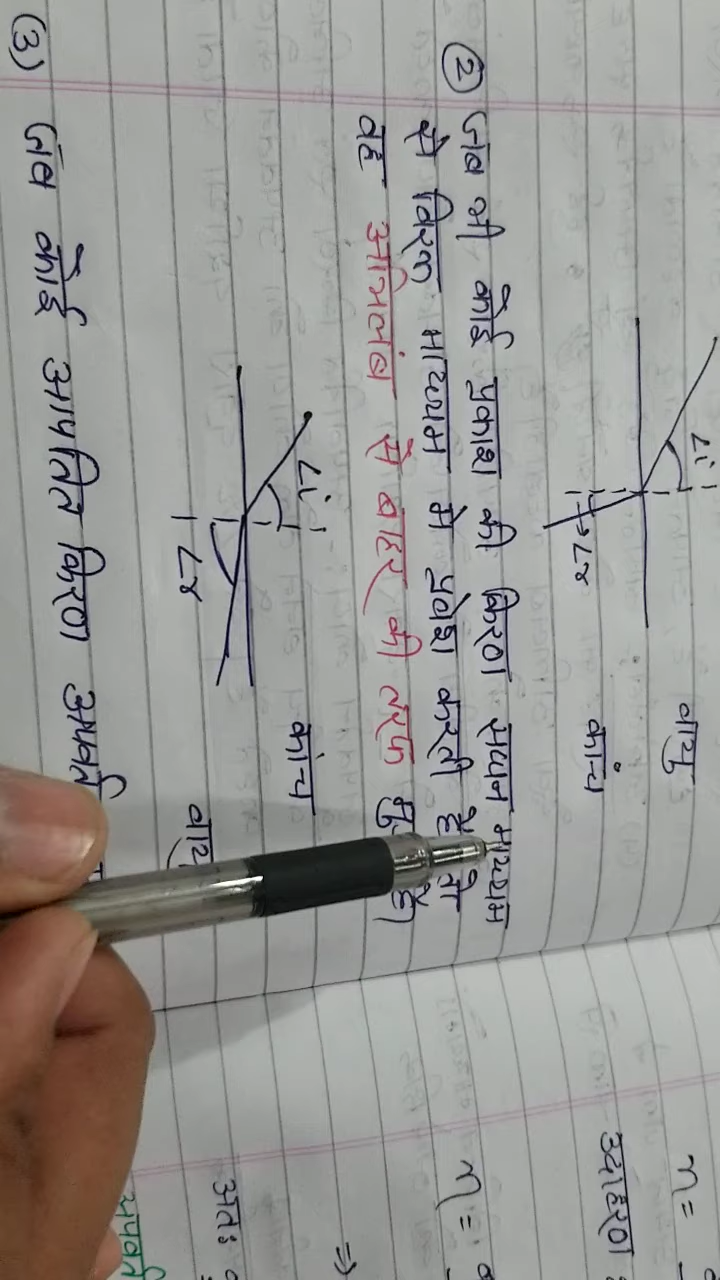 ∠i
वायु
→∠r
कांच
② जब भी कोई प्रकाश की किरण सघन माध्यम
से विरल माध्यम में प्रवेश करती है तो
वह अभिलंब से बाहर की तरफ
∠i
कांच
∠r
(3) जब कोई आपतित किरण
η =
उदाहरण
η =
⇒
अतः